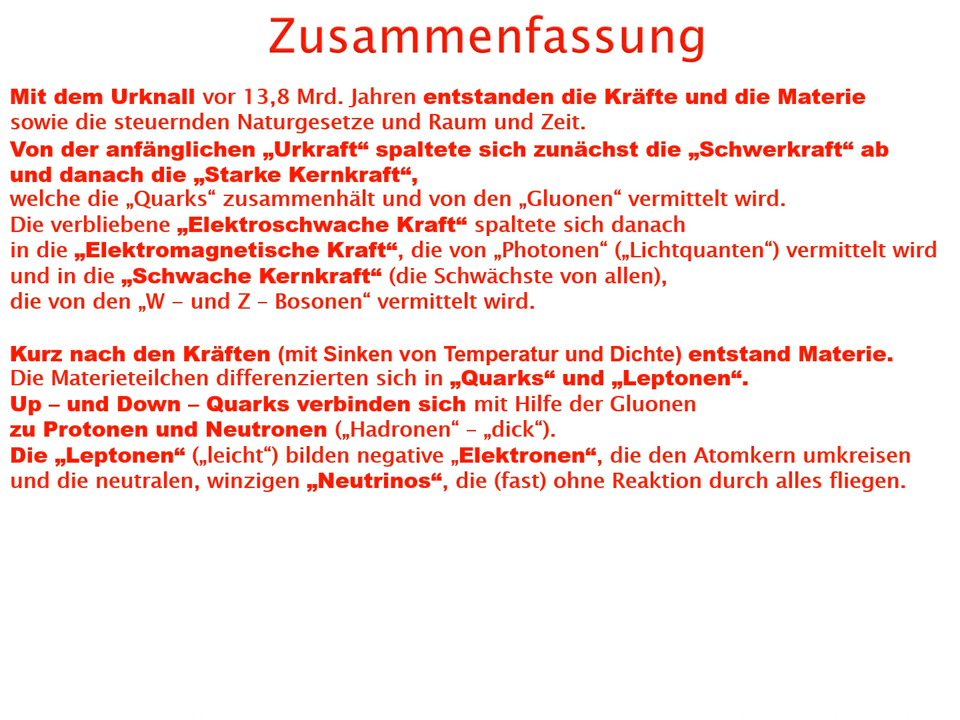 Zusammenfassung
Mit dem Urknall vor 13,8 Mrd. Jahren entstanden die Kräfte und die Materie
sowie die steuernden Naturgesetze und Raum und Zeit.
Von der anfänglichen „Urkraft“ spaltete sich zunächst die „Schwerkraft“ ab
und danach die „Starke Kernkraft“,
welche die „Quarks“ zusammenhält und von den „Gluonen“ vermittelt wird.
Die verbliebene „Elektroschwache Kraft“ spaltete sich danach
in die „Elektromagnetische Kraft“, die von „Photonen“ („Lichtquanten“) vermittelt wird
und in die „Schwache Kernkraft“ (die Schwächste von allen),
die von den „W - und Z – Bosonen“ vermittelt wird.
Kurz nach den Kräften (mit Sinken von Temperatur und Dichte) entstand Materie.
Die Materieteilchen differenzierten sich in „Quarks“ und „Leptonen“.
Up – und Down – Quarks verbinden sich mit Hilfe der Gluonen
zu Protonen und Neutronen („Hadronen“ – „dick“).
Die „Leptonen“ („leicht“) bilden negative „Elektronen“, die den Atomkern umkreisen
und die neutralen, winzigen „Neutrinos“, die (fast) ohne Reaktion durch alles fliegen.